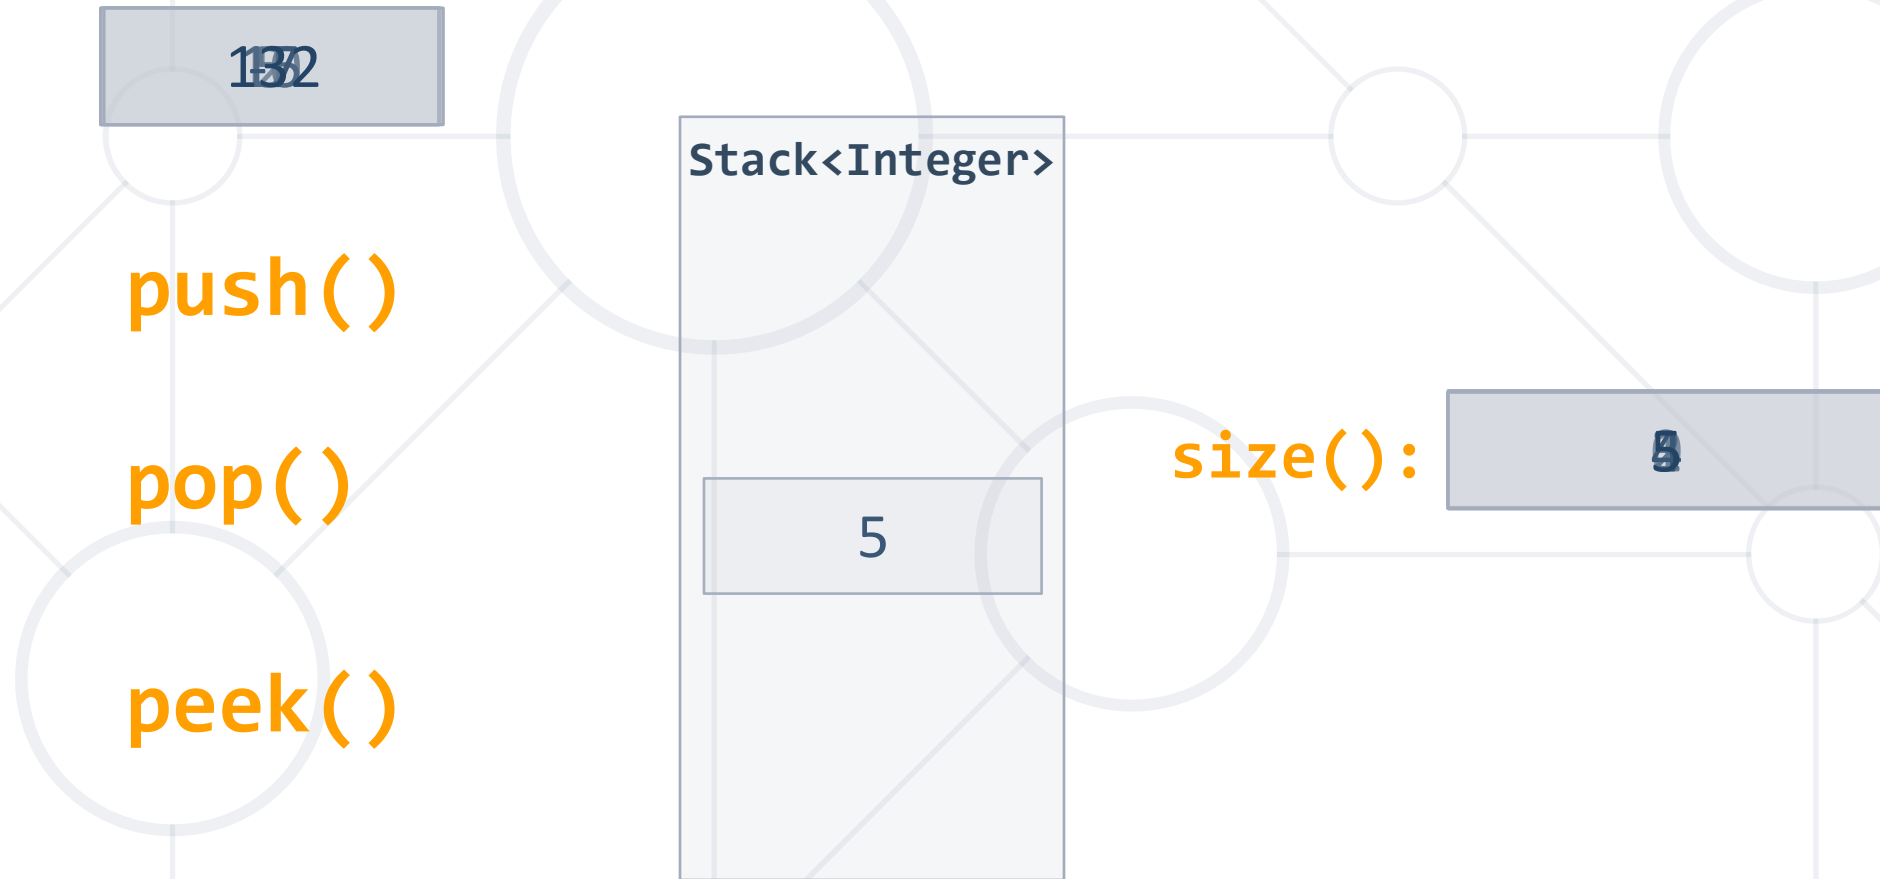 Stack<Integer>
push()
pop()
size():
5
peek()